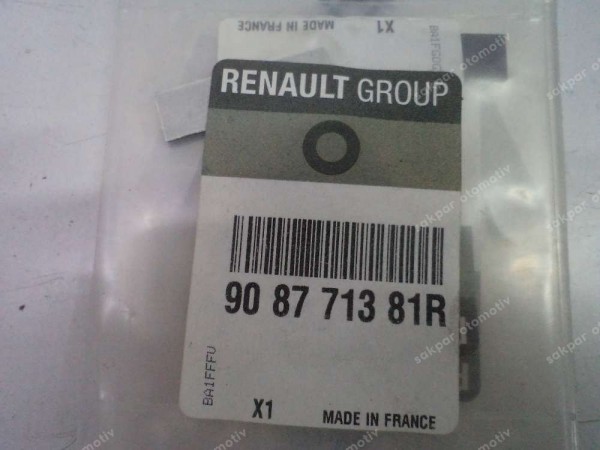 MADE IN FRANCE
X1
RENAULT GROUP
90 87 713 81R
BA1FFFU
X1
MADE IN FRANCE
sakpar otomotiv